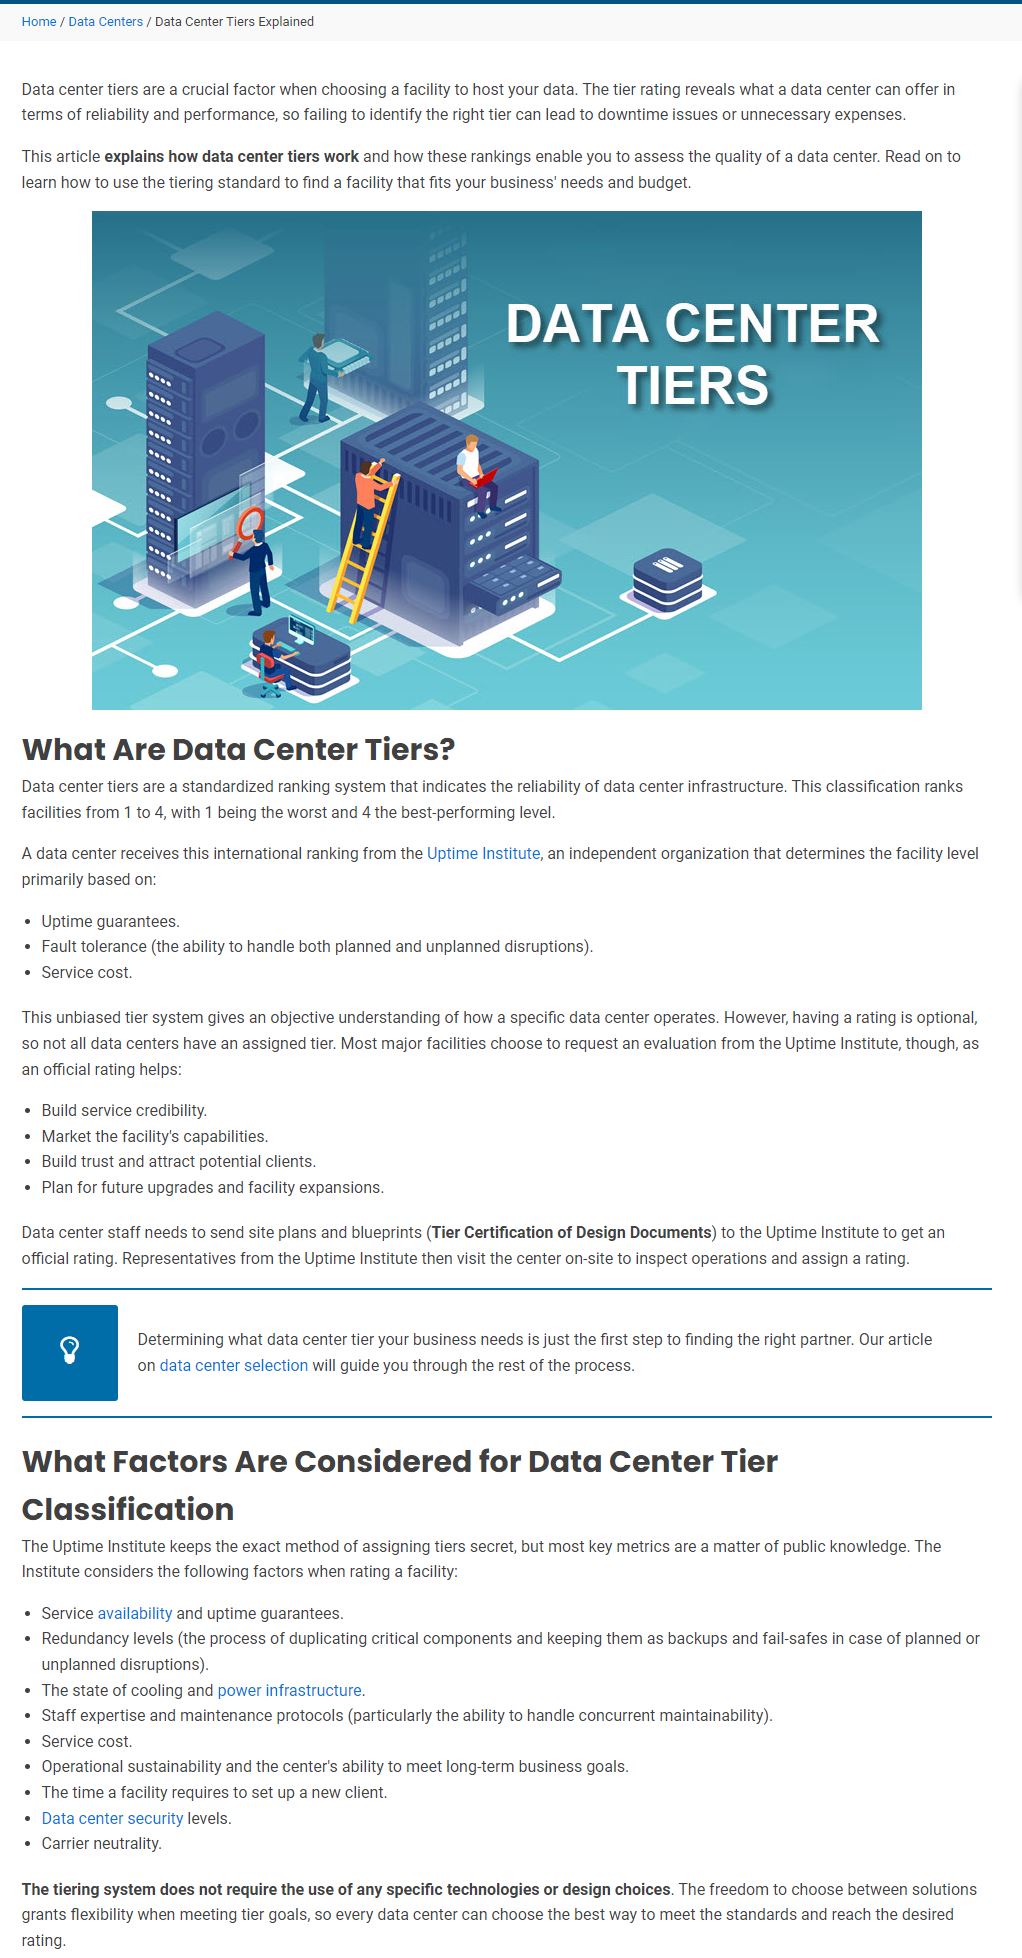 Home / Data Centers / Data Center Tiers Explained
Data center tiers are a crucial factor when choosing a facility to host your data. The tier rating reveals what a data center can offer in
terms of reliability and performance, so failing to identify the right tier can lead to downtime issues or unnecessary expenses.
This article explains how data center tiers work and how these rankings enable you to assess the quality of a data center. Read on to
learn how to use the tiering standard to find a facility that fits your business' needs and budget.
DATA CENTER
TIERS
What Are Data Center Tiers?
Data center tiers are a standardized ranking system that indicates the reliability of data center infrastructure. This classification ranks
facilities from 1 to 4, with 1 being the worst and 4 the best-performing level.
A data center receives this international ranking from the Uptime Institute, an independent organization that determines the facility level
primarily based on:
• Uptime guarantees.
• Fault tolerance (the ability to handle both planned and unplanned disruptions).
• Service cost.
This unbiased tier system gives an objective understanding of how a specific data center operates. However, having a rating is optional,
so not all data centers have an assigned tier. Most major facilities choose to request an evaluation from the Uptime Institute, though, as
an official rating helps:
• Build service credibility.
• Market the facility's capabilities.
• Build trust and attract potential clients.
• Plan for future upgrades and facility expansions.
Data center staff needs to send site plans and blueprints (Tier Certification of Design Documents) to the Uptime Institute to get an
official rating. Representatives from the Uptime Institute then visit the center on-site to inspect operations and assign a rating.
Determining what data center tier your business needs is just the first step to finding the right partner. Our article
on data center selection will guide you through the rest of the process.
What Factors Are Considered for Data Center Tier
Classification
The Uptime Institute keeps the exact method of assigning tiers secret, but most key metrics are a matter of public knowledge. The
Institute considers the following factors when rating a facility:
• Service availability and uptime guarantees.
• Redundancy levels (the process of duplicating critical components and keeping them as backups and fail-safes in case of planned or
unplanned disruptions).
• The state of cooling and power infrastructure.
• Staff expertise and maintenance protocols (particularly the ability to handle concurrent maintainability).
• Service cost.
• Operational sustainability and the center's ability to meet long-term business goals.
• The time a facility requires to set up a new client.
• Data center security levels.
• Carrier neutrality.
The tiering system does not require the use of any specific technologies or design choices. The freedom to choose between solutions
grants flexibility when meeting tier goals, so every data center can choose the best way to meet the standards and reach the desired
rating.